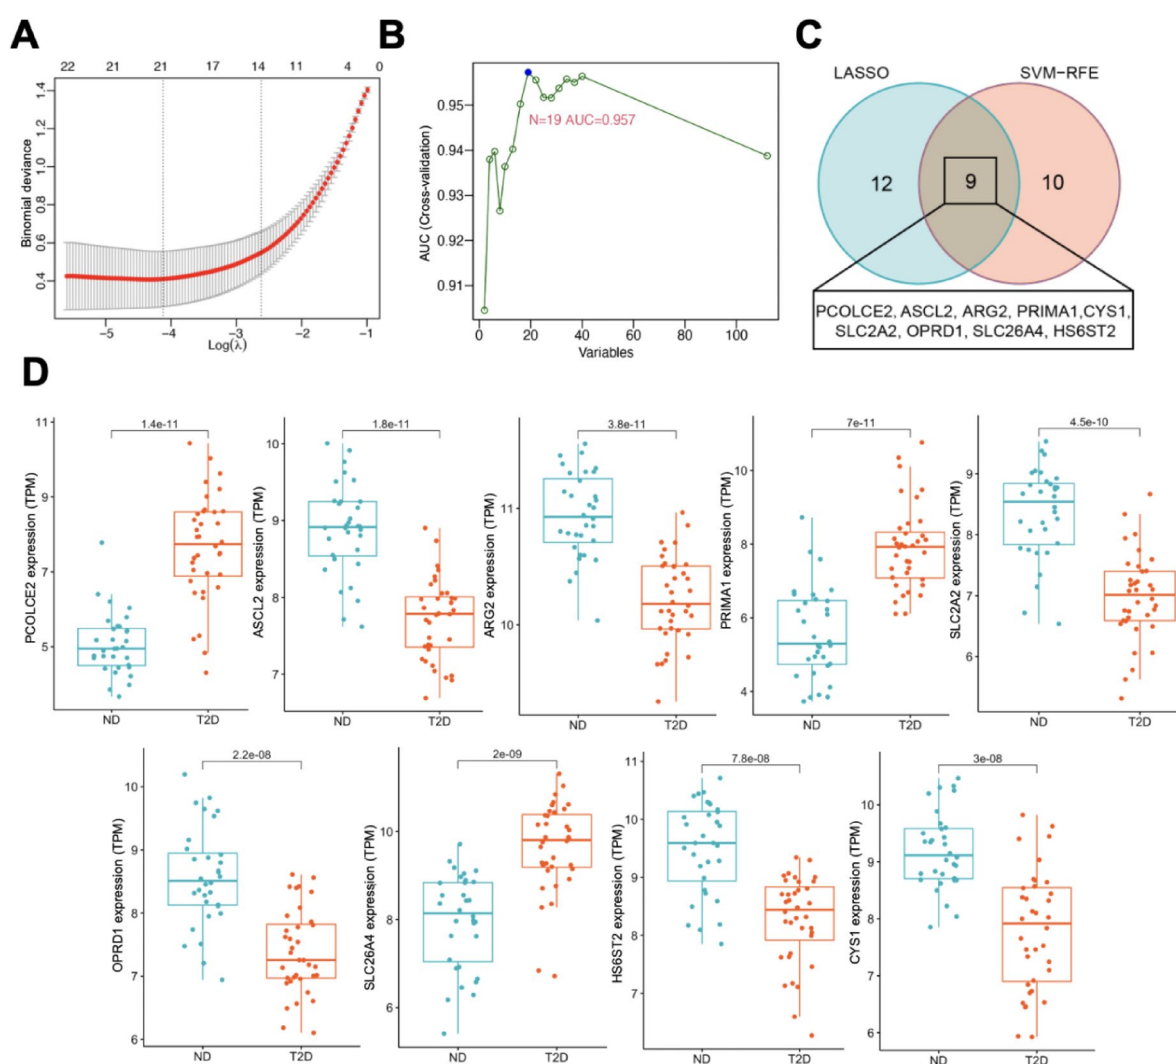 A
22 21 21 17 14 11 4 0
Binomial deviance
1.4
1.2
1.0
0.8
0.6
0.4
−5 −4 −3 −2 −1
Log(λ)
B
AUC (Cross−validation)
0.95
0.94
0.93
0.92
0.91
N=19 AUC=0.957
0 20 40 60 80 100
Variables
C
LASSO SVM−RFE
12 9 10
PCOLCE2, ASCL2, ARG2, PRIMA1,CYS1,
SLC2A2, OPRD1, SLC26A4, HS6ST2
D
PCOLCE2 expression (TPM)
11
9
7
5
1.4e-11
ND T2D
ASCL2 expression (TPM)
10
9
8
7
1.8e-11
ND T2D
ARG2 expression (TPM)
11
10
3.8e-11
ND T2D
PRIMA1 expression (TPM)
10
8
6
4
7e-11
ND T2D
SLC2A2 expression (TPM)
9
8
7
6
4.5e-10
ND T2D
OPRD1 expression (TPM)
10
9
8
7
6
2.2e-08
ND T2D
SLC26A4 expression (TPM)
10
8
6
2e-09
ND T2D
HS6ST2 expression (TPM)
11
10
9
8
7
7.8e-08
ND T2D
CYS1 expression (TPM)
10
9
8
7
6
3e-08
ND T2D